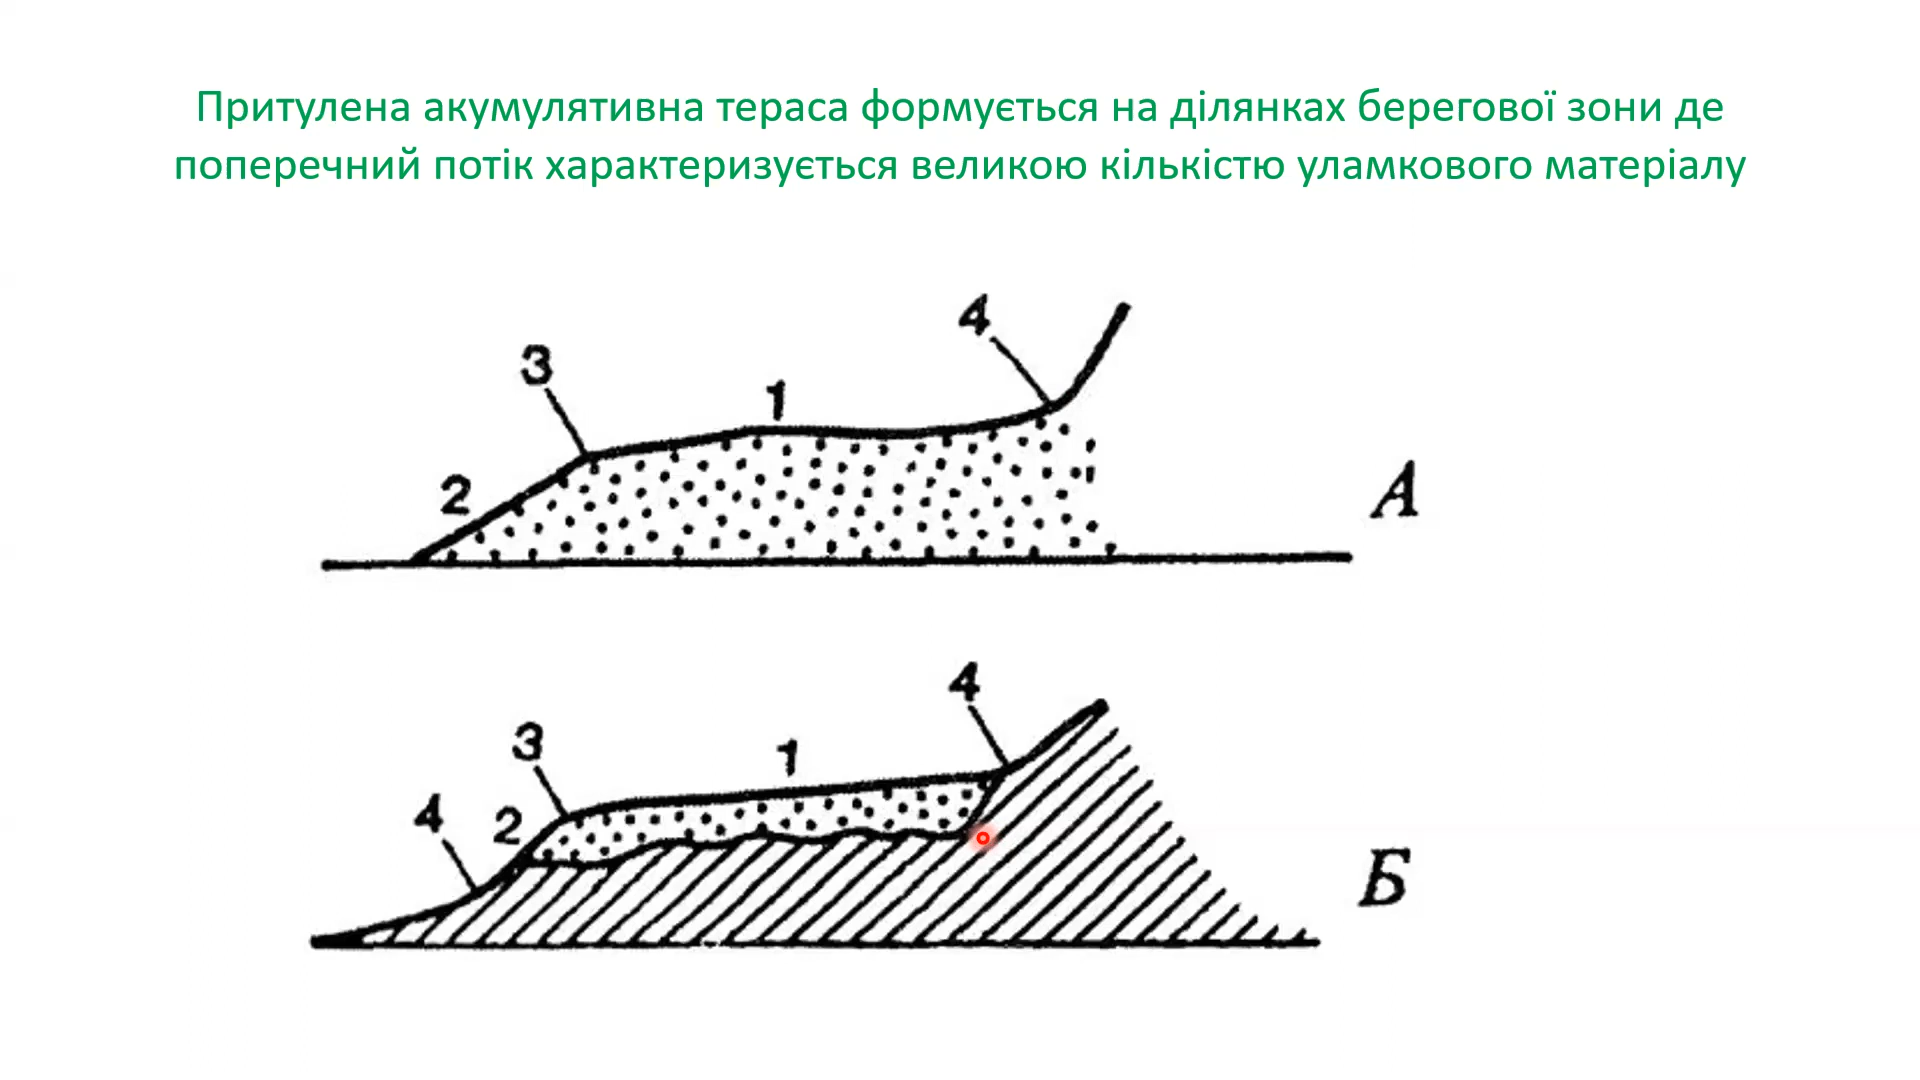 Притулена акумулятивна тераса формується на ділянках берегової зони де
поперечний потік характеризується великою кількістю уламкового матеріалу
4
3
1
2
А
4
3
1
4
2
Б